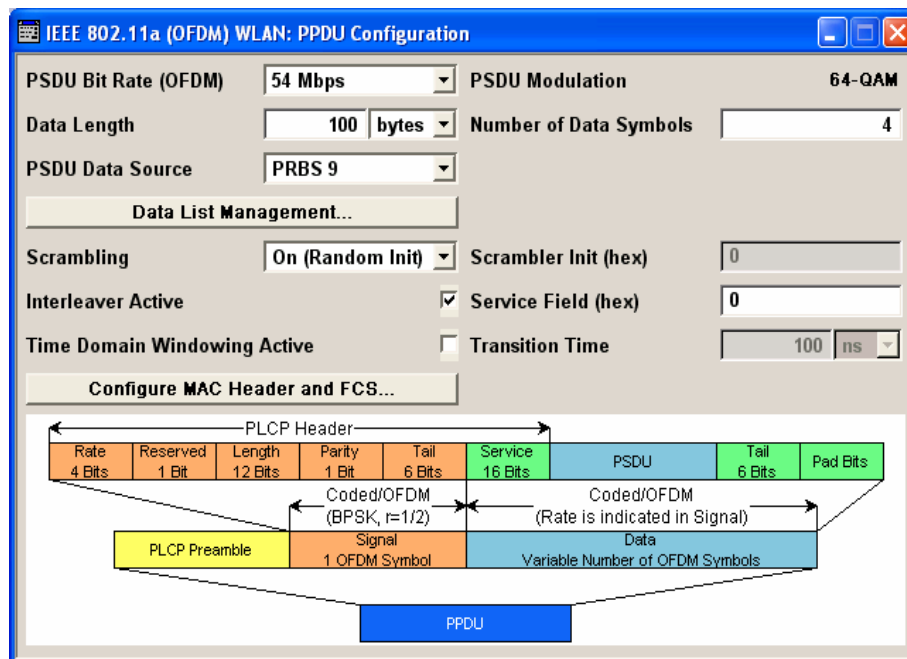 IEEE 802.11a (OFDM) WLAN: PPDU Configuration
PSDU Bit Rate (OFDM) 54 Mbps PSDU Modulation 64-QAM
Data Length 100 bytes Number of Data Symbols 4
PSDU Data Source PRBS 9
Data List Management...
Scrambling On (Random Init) Scrambler Init (hex) 0
Interleaver Active Service Field (hex) 0
Time Domain Windowing Active Transition Time 100 ns
Configure MAC Header and FCS...
PLCP Header
Rate Reserved Length Parity Tail Service PSDU Tail Pad Bits
4 Bits 1 Bit 12 Bits 1 Bit 6 Bits 16 Bits 6 Bits
Coded/OFDM Coded/OFDM
(BPSK, r=1/2) (Rate is indicated in Signal)
PLCP Preamble Signal Data
1 OFDM Symbol Variable Number of OFDM Symbols
PPDU